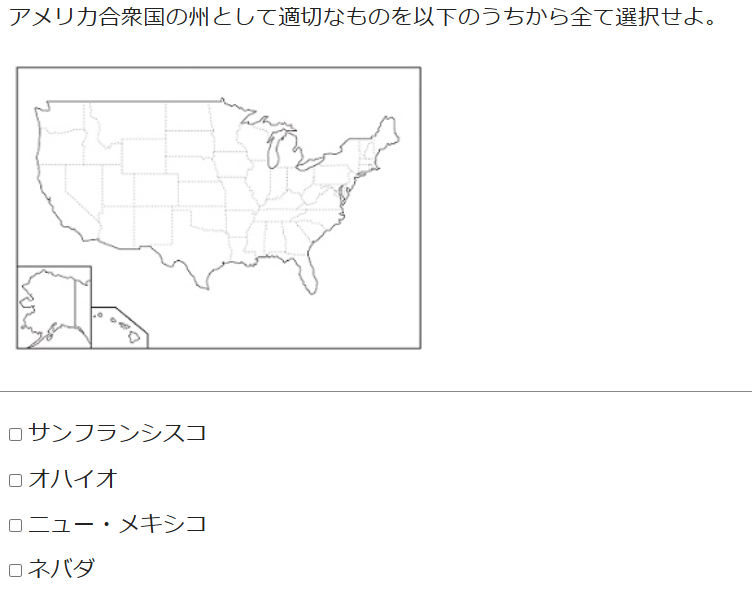 アメリカ合衆国の州として適切なものを以下のうちから全て選択せよ。
サンフランシスコ
オハイオ
ニュー・メキシコ
ネバダ